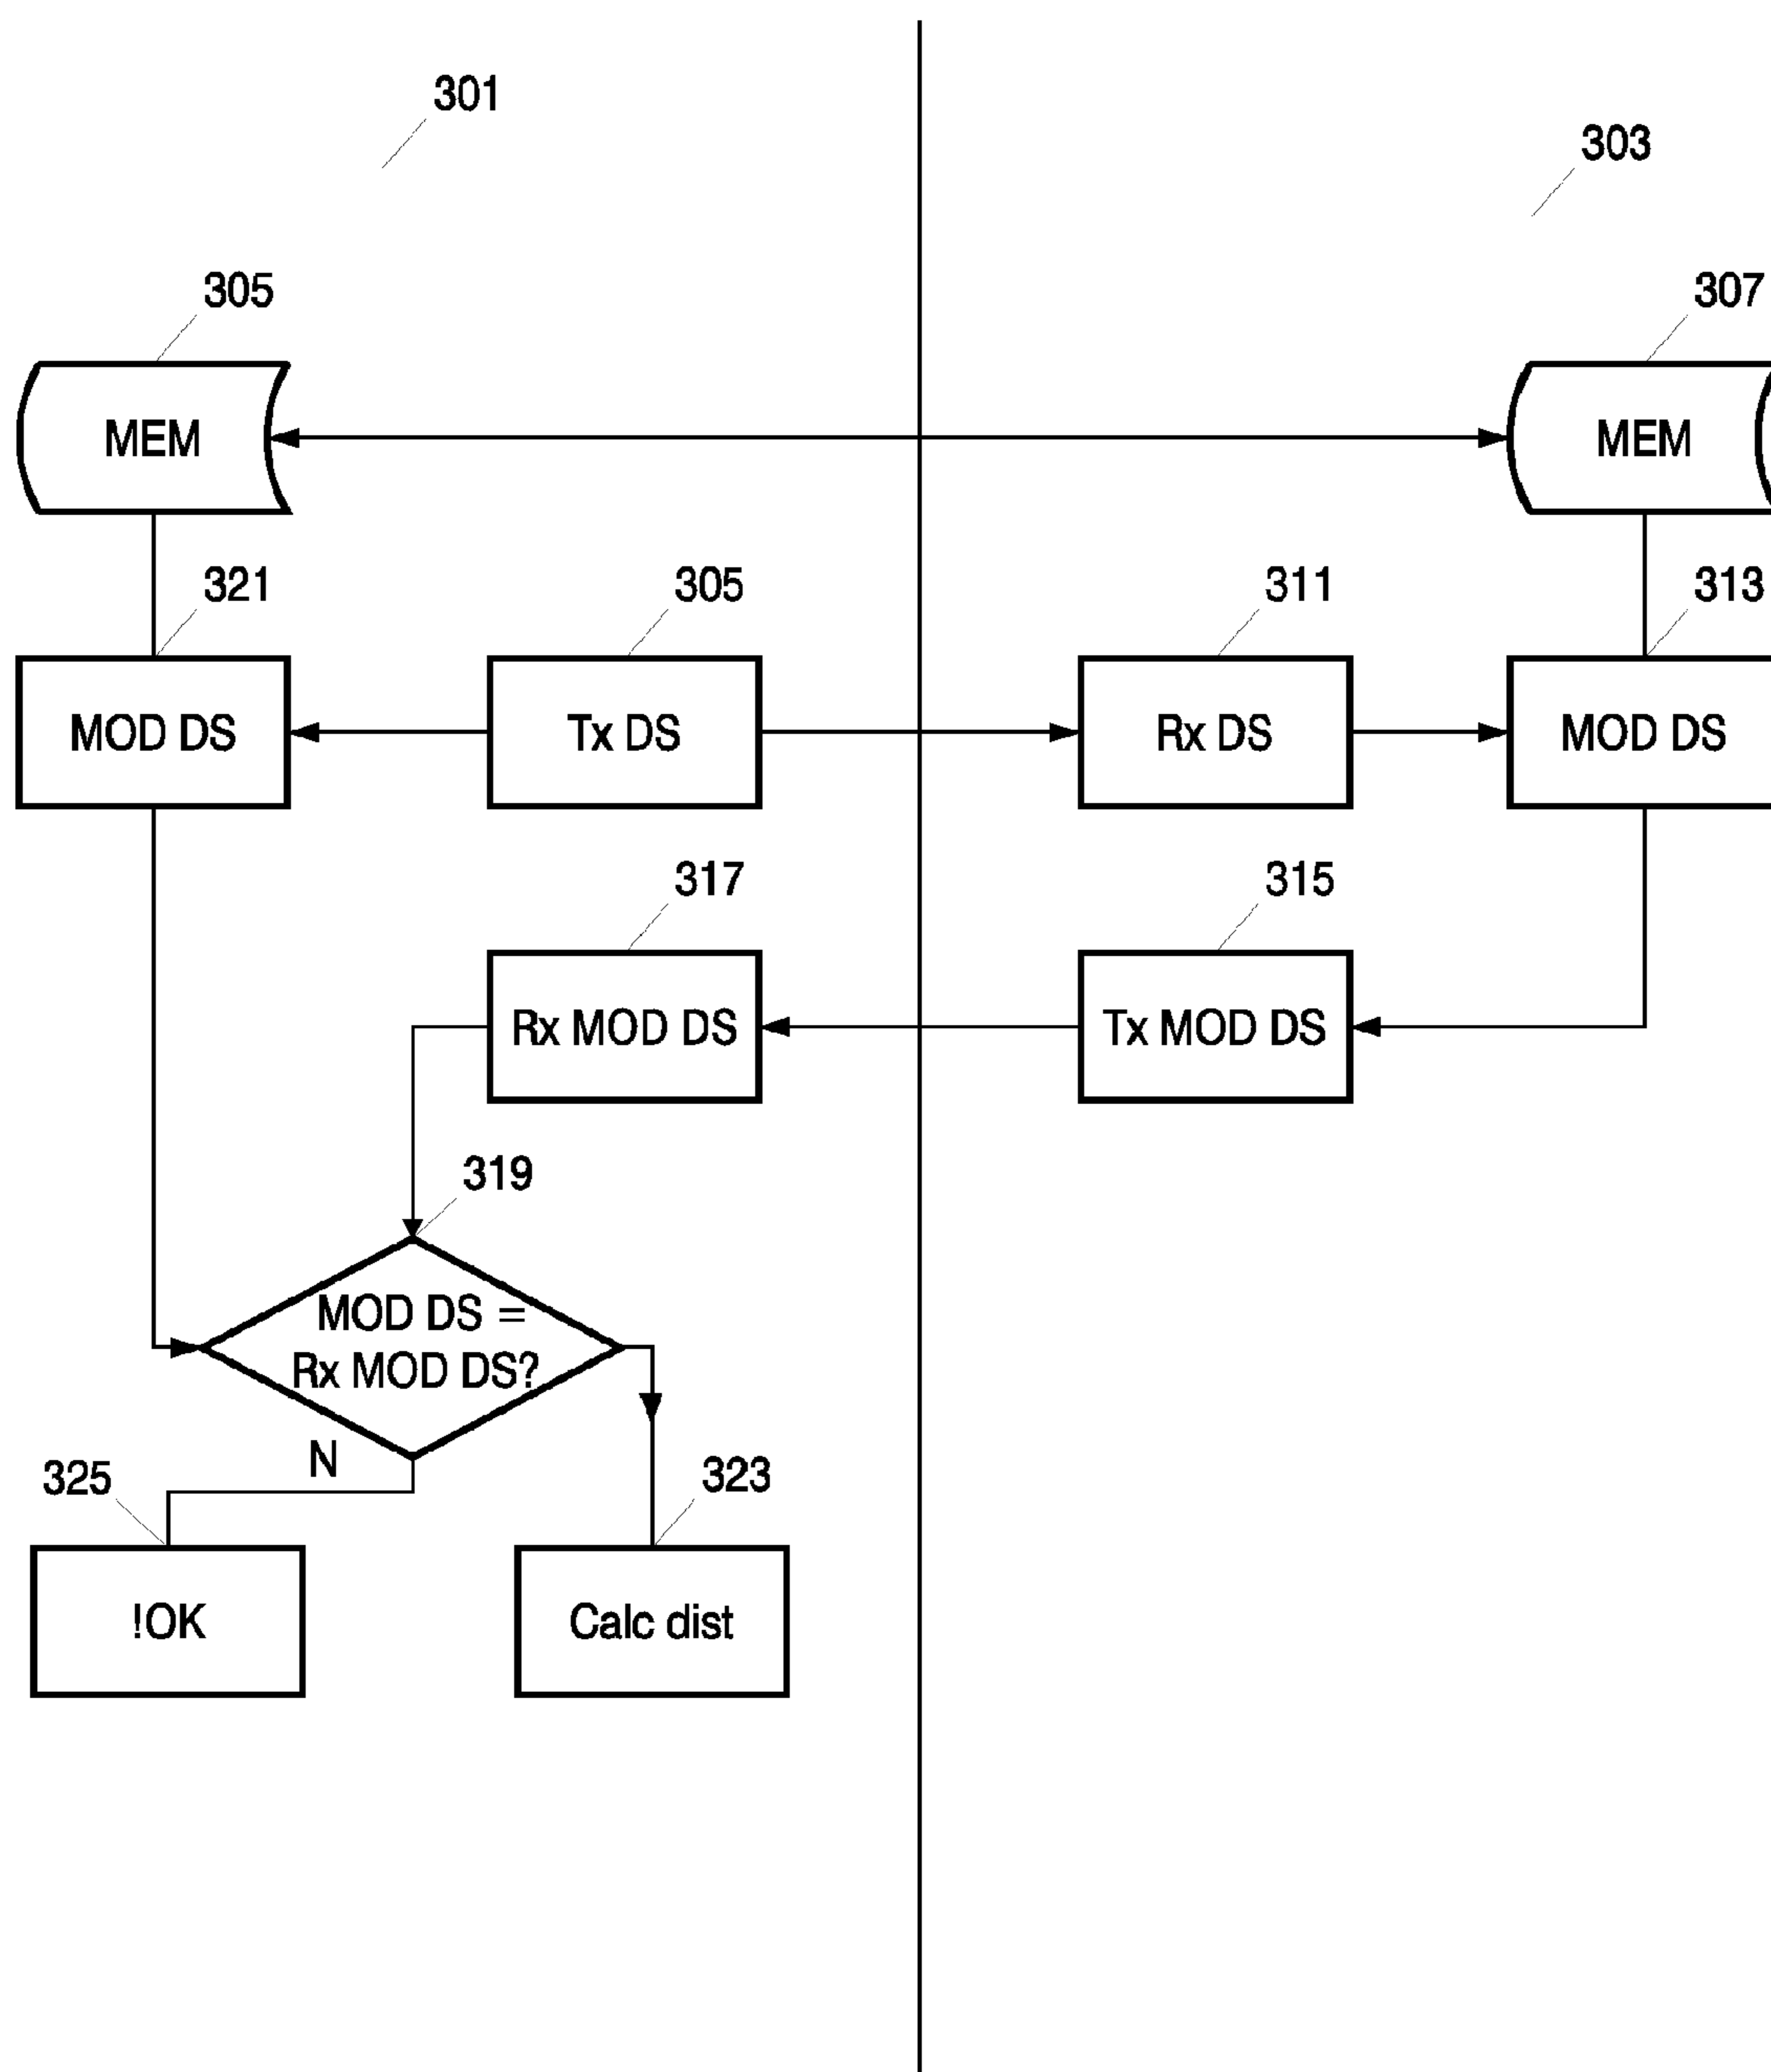 301
303
305
307
MEM
MEM
321
305
311
313
MOD DS
Tx DS
Rx DS
MOD DS
317
315
Rx MOD DS
Tx MOD DS
319
MOD DS =
Rx MOD DS?
N
325
323
!OK
Calc dist